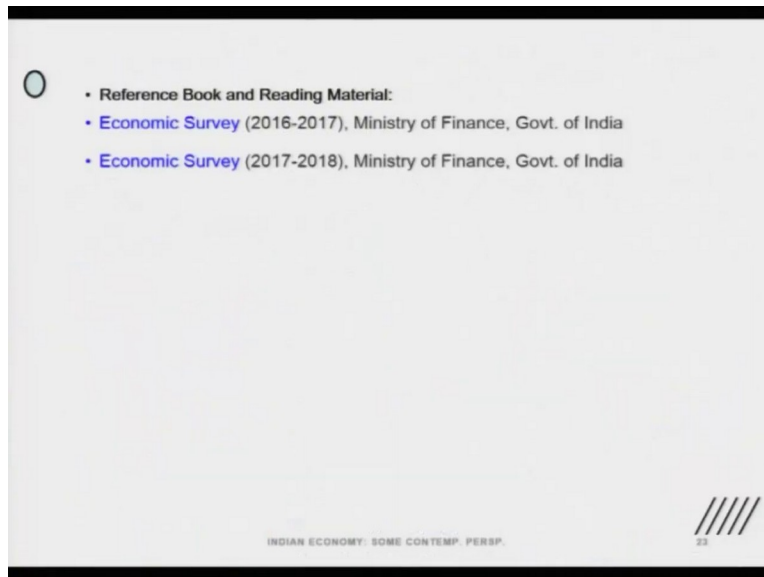 • Reference Book and Reading Material:
• Economic Survey (2016-2017), Ministry of Finance, Govt. of India
• Economic Survey (2017-2018), Ministry of Finance, Govt. of India
INDIAN ECONOMY: SOME CONTEMP. PERSP.
23